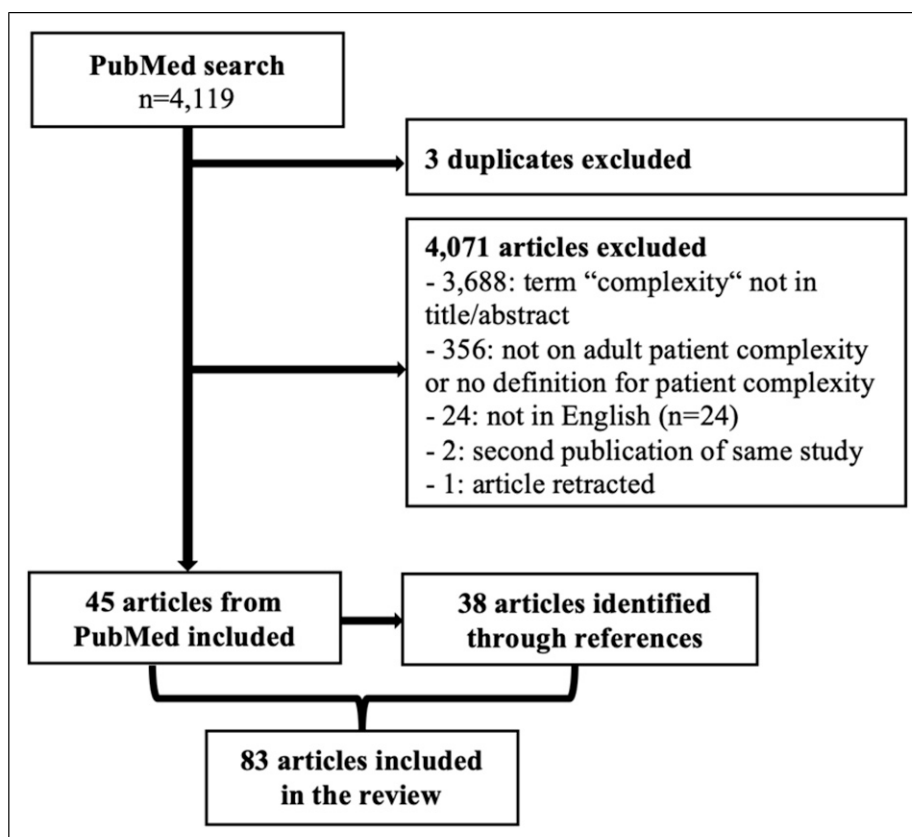 PubMed search
n=4,119
3 duplicates excluded
4,071 articles excluded
- 3,688: term “complexity“ not in
title/abstract
- 356: not on adult patient complexity
or no definition for patient complexity
- 24: not in English (n=24)
- 2: second publication of same study
- 1: article retracted
45 articles from
PubMed included
38 articles identified
through references
83 articles included
in the review